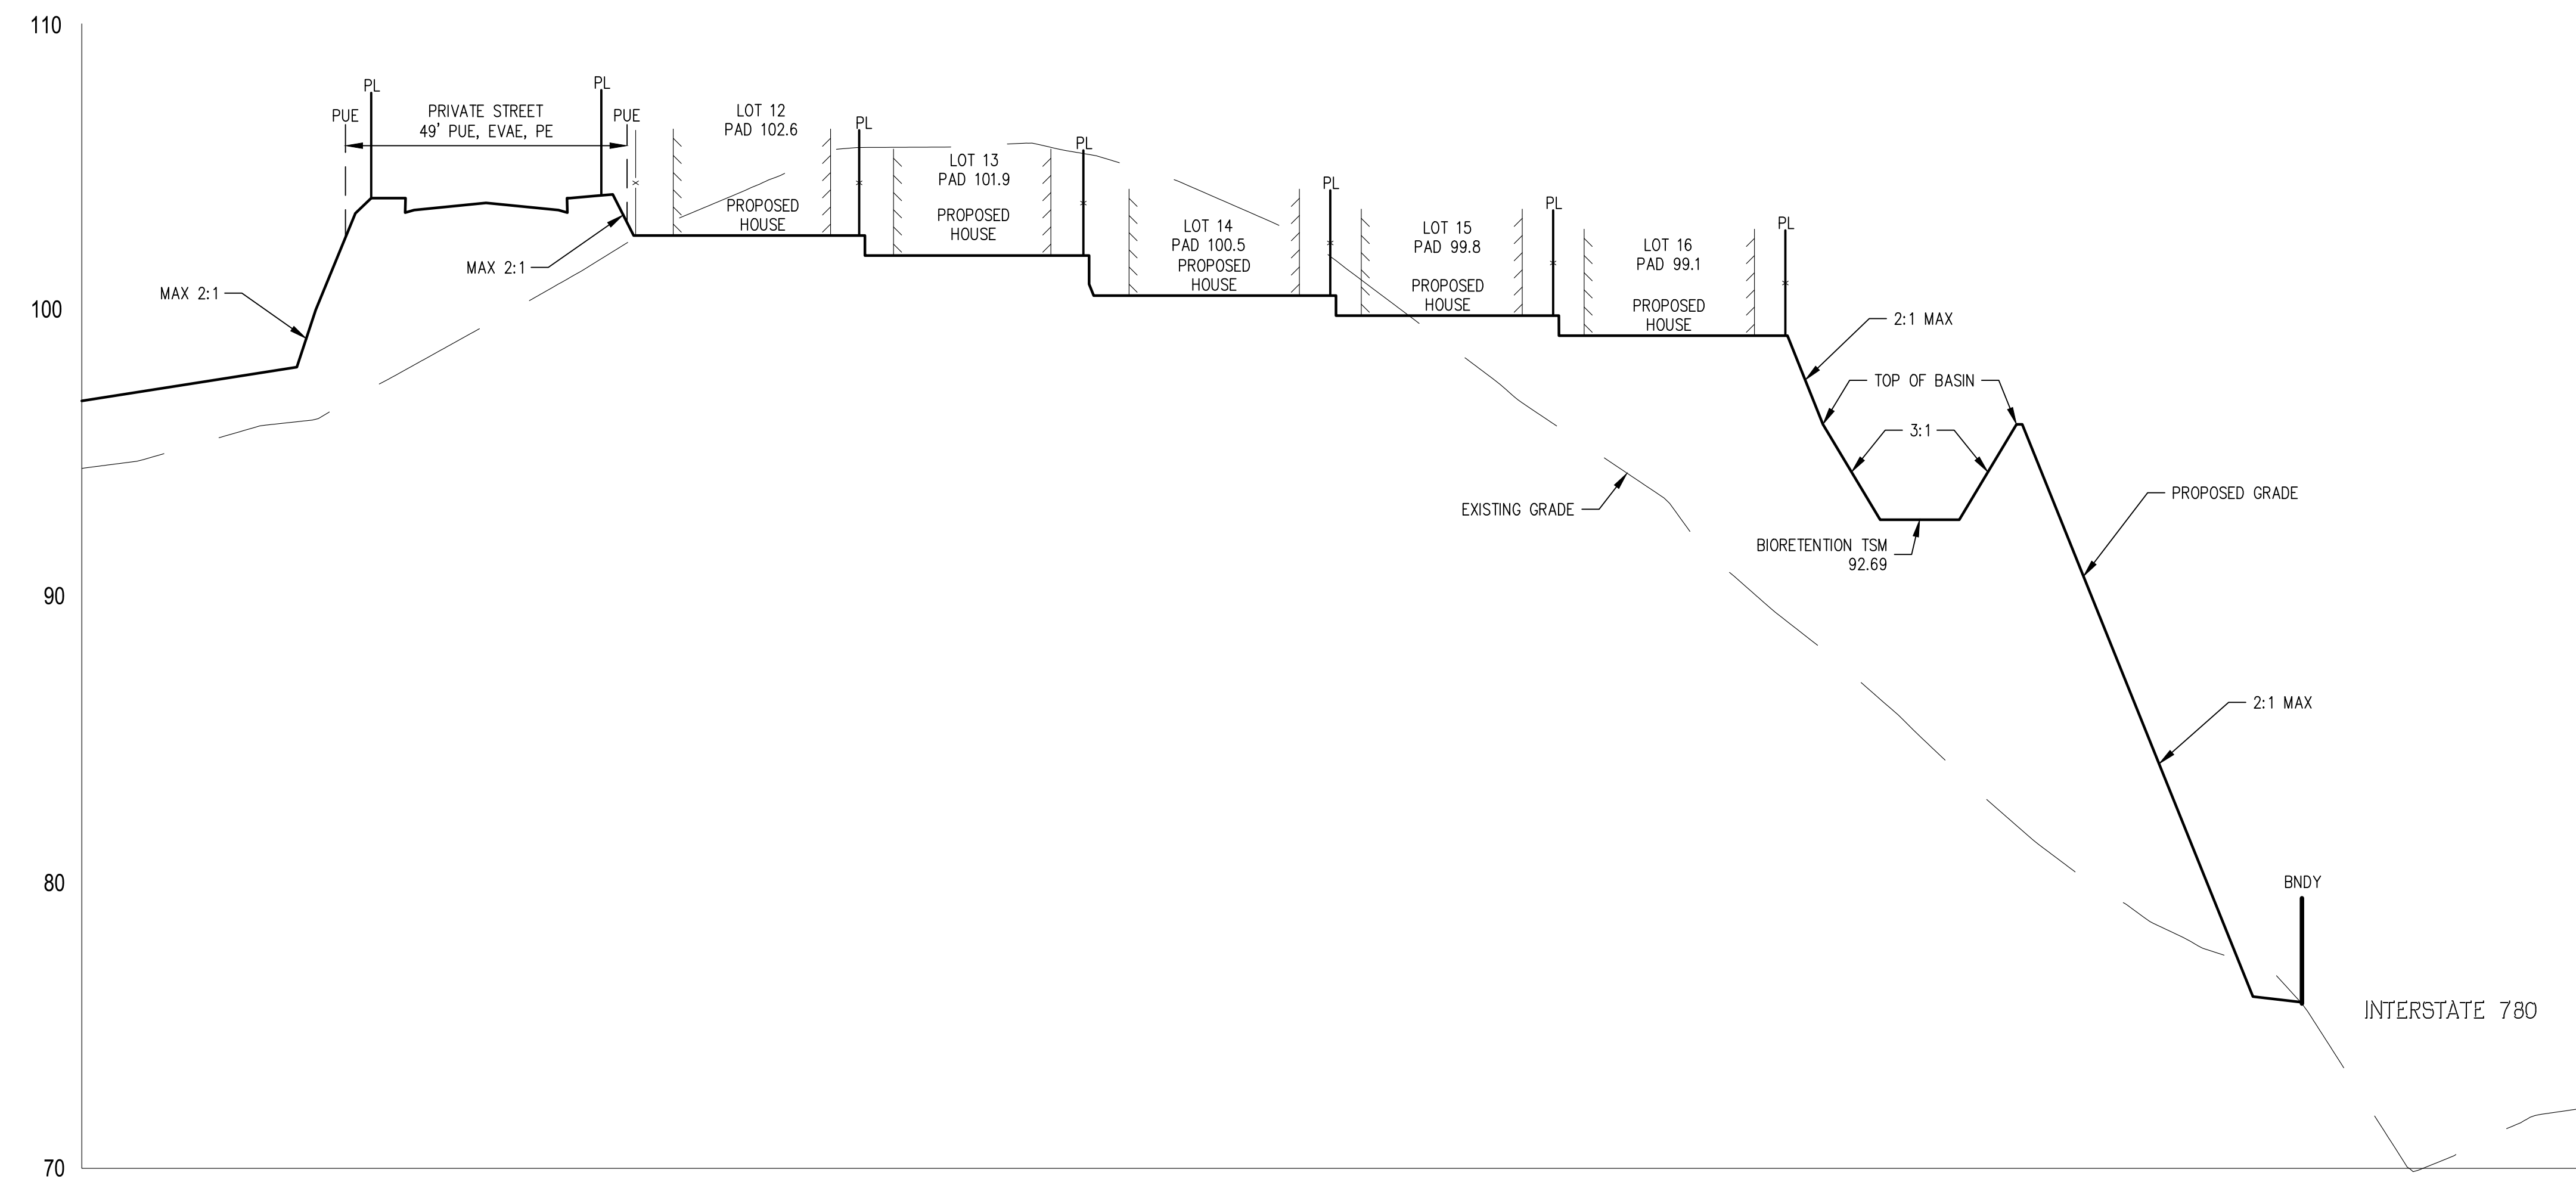 110
100
90
80
70
PL
PUE
PRIVATE STREET
49' PUE, EVAE, PE
PL
PUE
MAX 2:1
MAX 2:1
LOT 12
PAD 102.6
PROPOSED
HOUSE
PL
LOT 13
PAD 101.9
PROPOSED
HOUSE
PL
LOT 14
PAD 100.5
PROPOSED
HOUSE
PL
LOT 15
PAD 99.8
PROPOSED
HOUSE
PL
LOT 16
PAD 99.1
PROPOSED
HOUSE
PL
2:1 MAX
TOP OF BASIN
3:1
EXISTING GRADE
BIORETENTION TSM
92.69
PROPOSED GRADE
2:1 MAX
BNDY
INTERSTATE 780